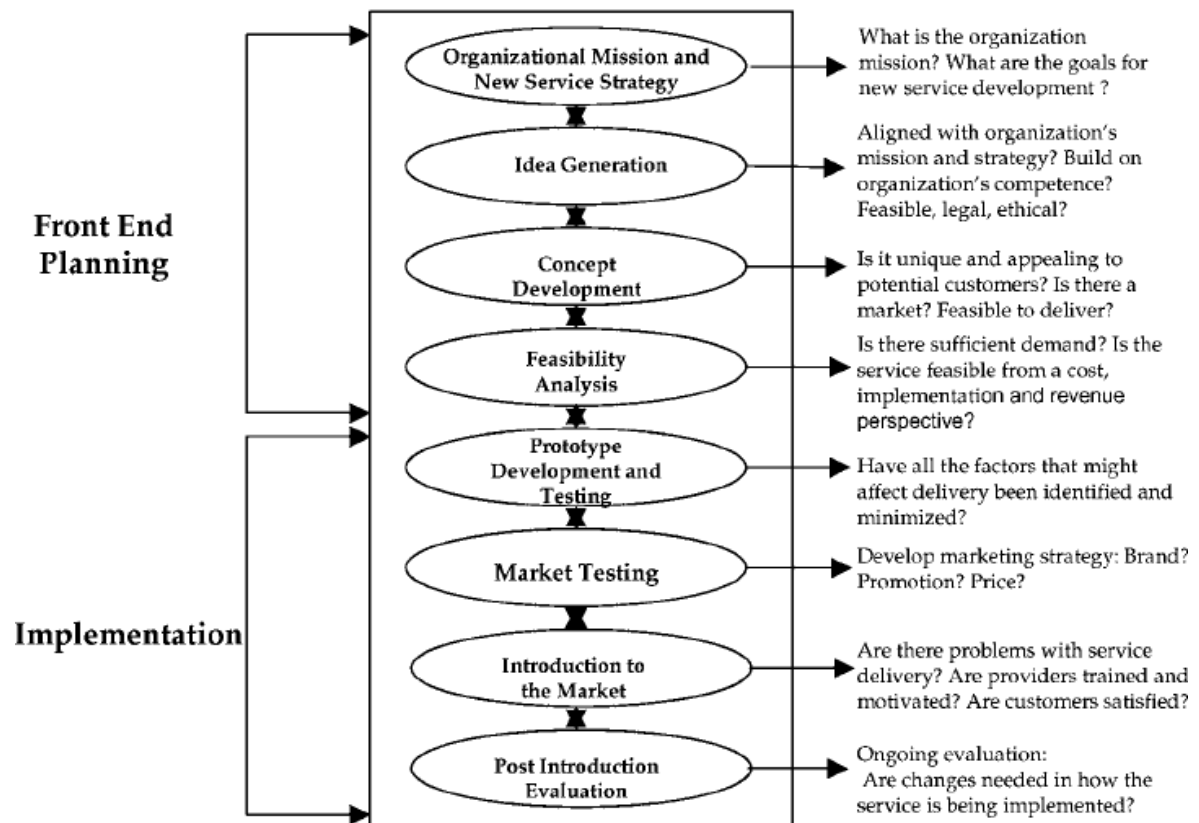 Organizational Mission and
New Service Strategy
What is the organization
mission? What are the goals for
new service development ?
Idea Generation
Aligned with organization's
mission and strategy? Build on
organization's competence?
Feasible, legal, ethical?
Front End
Planning
Concept
Development
Is it unique and appealing to
potential customers? Is there a
market? Feasible to deliver?
Feasibility
Analysis
Is there sufficient demand? Is the
service feasible from a cost,
implementation and revenue
perspective?
Prototype
Development and
Testing
Have all the factors that might
affect delivery been identified and
minimized?
Implementation
Market Testing
Develop marketing strategy: Brand?
Promotion? Price?
Introduction to
the Market
Are there problems with service
delivery? Are providers trained and
motivated? Are customers satisfied?
Post Introduction
Evaluation
Ongoing evaluation:
Are changes needed in how the
service is being implemented?